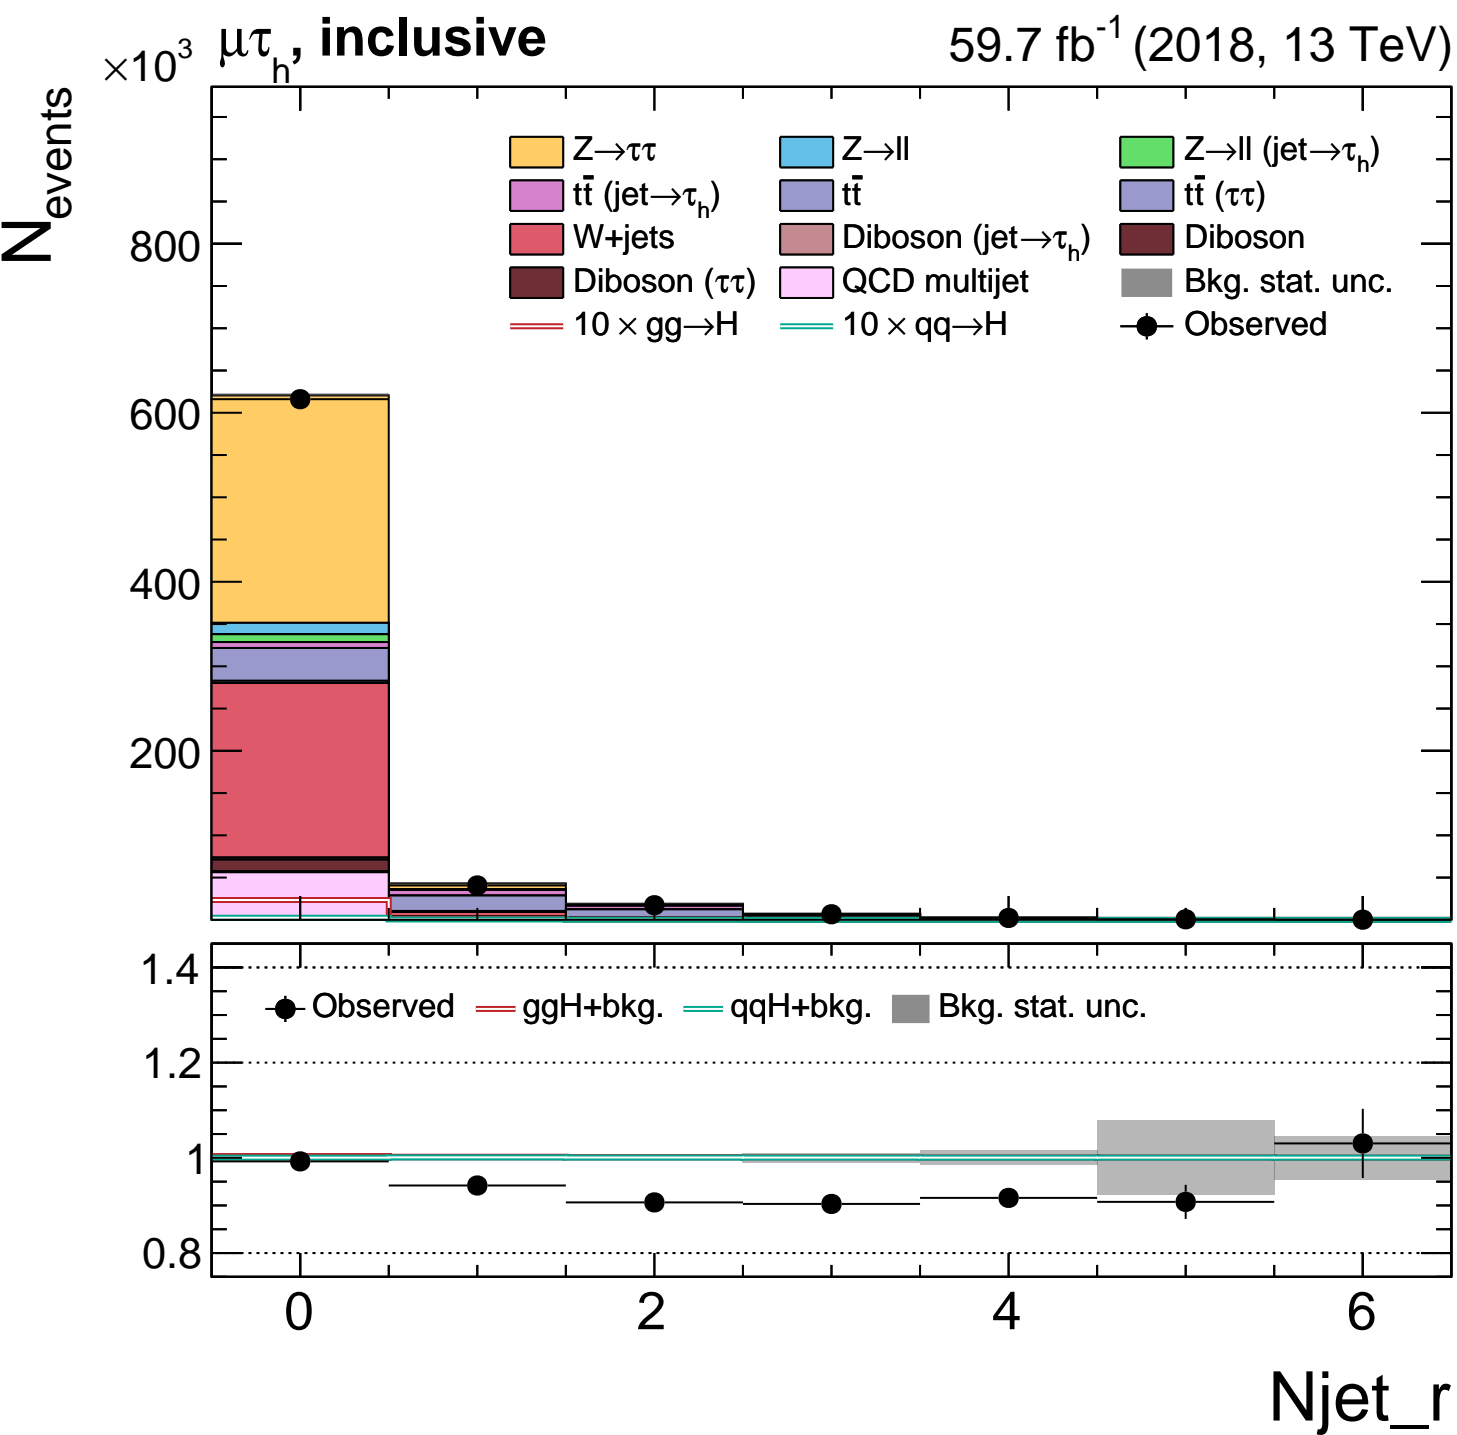 ×10³ μτₕ, inclusive 59.7 fb⁻¹ (2018, 13 TeV)
N_events
Z→ττ Z→ll Z→ll (jet→τₕ)
tt̄ (jet→τₕ) tt̄ tt̄ (ττ)
W+jets Diboson (jet→τₕ) Diboson
Diboson (ττ) QCD multijet Bkg. stat. unc.
10 × gg→H 10 × qq→H Observed
800
600
400
200
1.4
Observed ggH+bkg. qqH+bkg. Bkg. stat. unc.
1.2
1
0.8
0 2 4 6
Njet_r